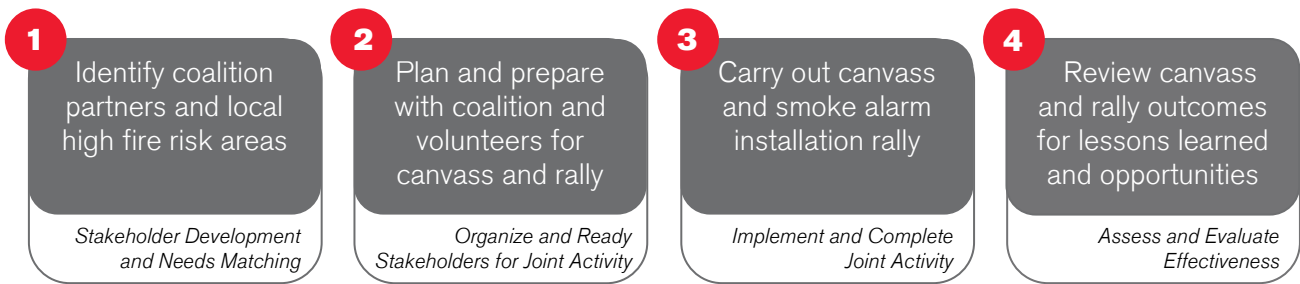 1
Identify coalition
partners and local
high fire risk areas
Stakeholder Development
and Needs Matching
2
Plan and prepare
with coalition and
volunteers for
canvass and rally
Organize and Ready
Stakeholders for Joint Activity
3
Carry out canvass
and smoke alarm
installation rally
Implement and Complete
Joint Activity
4
Review canvass
and rally outcomes
for lessons learned
and opportunities
Assess and Evaluate
Effectiveness